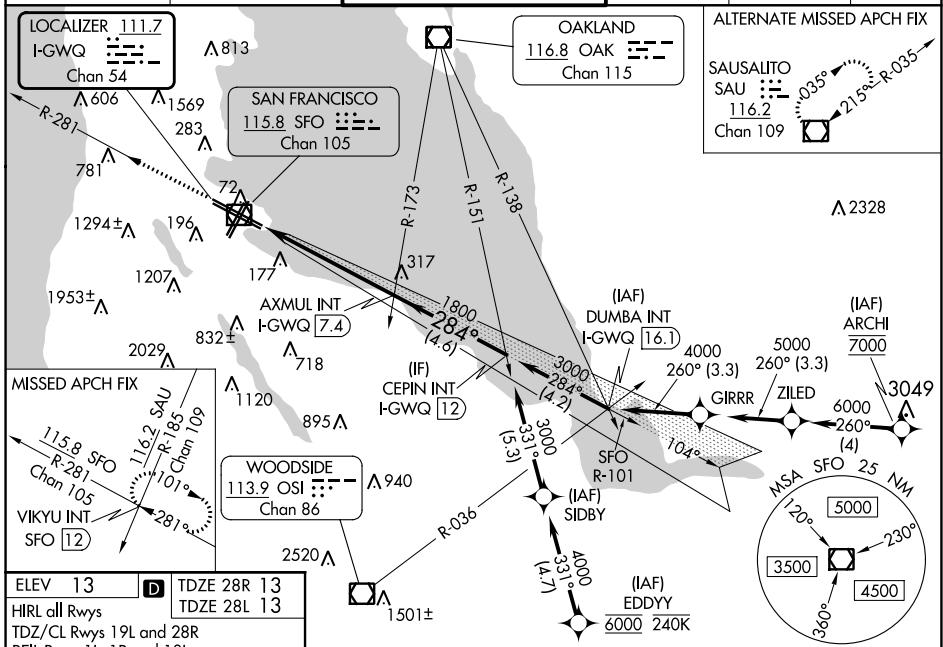 LOCALIZER 111.7
I-GWQ
Chan 54
813
606
1569
283
R-281
781
SAN FRANCISCO
115.8 SFO
Chan 105
OAKLAND
116.8 OAK
Chan 115
ALTERNATE MISSED APCH FIX
SAUSALITO
SAU
116.2
Chan 109
035°
215°
R-035
72
1294±
196
177
1207
1953±
832±
2029
718
1120
895
940
R-173
R-151
R-138
317
2328
AXMUL INT
I-GWQ 7.4
1800
284°
(4.6)
(IF)
CEPIN INT
I-GWQ 12
3000
284°
(4.2)
(IAF)
DUMBA INT
I-GWQ 16.1
4000
260° (3.3)
GIRRR
5000
260° (3.3)
ZILED
(IAF)
ARCHI
7000
3049
6000
260°
(4)
104°
SFO
R-101
3000
331°
(5.3)
(IAF)
SIDBY
4000
331°
(4.7)
(IAF)
EDDYY
6000 240K
MISSED APCH FIX
116.2 SAU
R-185
Chan 109
115.8 SFO
R-281
Chan 105
101°
281°
VIKYU INT
SFO 12
WOODSIDE
113.9 OSI
Chan 86
R-036
2520
1501±
MSA SFO 25 NM
120°
5000
230°
3500
4500
360°
ELEV 13
D
TDZE 28R 13
TDZE 28L 13
HIRL all Rwys
TDZ/CL Rwys 19L and 28R